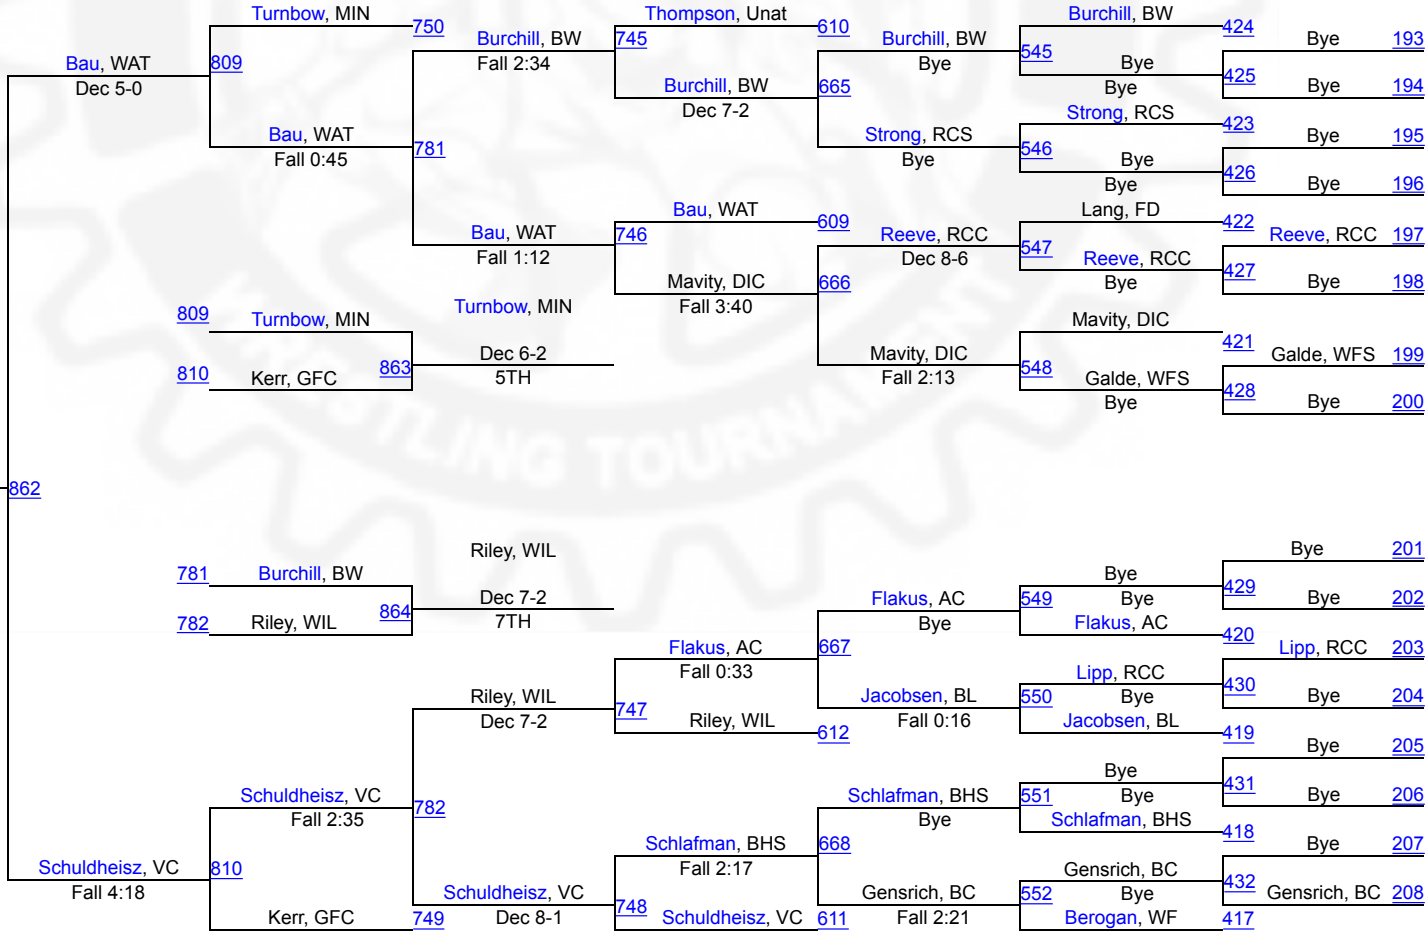 Turnbow, MIN
750
Thompson, Unat
610
Burchill, BW
424
Bye
193
Bau, WAT
Dec 5-0
809
Burchill, BW
Fall 2:34
745
Burchill, BW
Bye
545
Bye
Bye
425
Bye
194
Burchill, BW
Dec 7-2
665
Bau, WAT
Fall 0:45
781
Strong, RCS
Bye
546
Strong, RCS
423
Bye
195
Bye
Bye
426
Bye
196
Bau, WAT
Fall 1:12
746
Bau, WAT
609
Lang, FD
422
Reeve, RCC
197
Reeve, RCC
Dec 8-6
547
Reeve, RCC
Bye
427
Bye
198
Mavity, DIC
Fall 3:40
666
809
Turnbow, MIN
Turnbow, MIN
Mavity, DIC
421
Galde, WFS
199
810
Kerr, GFC
863
Dec 6-2
5TH
Mavity, DIC
Fall 2:13
548
Galde, WFS
Bye
428
Bye
200
WRESTLING TOURNAMENT
862
Riley, WIL
Bye
201
781
Burchill, BW
Dec 7-2
7TH
864
782
Riley, WIL
Flakus, AC
Bye
549
Bye
Bye
429
Bye
202
Flakus, AC
420
Flakus, AC
Fall 0:33
667
Lipp, RCC
203
Riley, WIL
Dec 7-2
747
Riley, WIL
612
Jacobsen, BL
Fall 0:16
550
Lipp, RCC
Bye
430
Bye
204
Jacobsen, BL
419
Bye
205
Schuldheisz, VC
Fall 2:35
782
Schlafman, BHS
Bye
551
Bye
Bye
431
Bye
206
Schlafman, BHS
418
Bye
207
Schuldheisz, VC
Fall 4:18
810
Schlafman, BHS
Fall 2:17
668
Gensrich, BC
Bye
432
Gensrich, BC
208
Kerr, GFC
749
Schuldheisz, VC
Dec 8-1
748
Schuldheisz, VC
611
Gensrich, BC
Fall 2:21
552
Berogan, WF
417